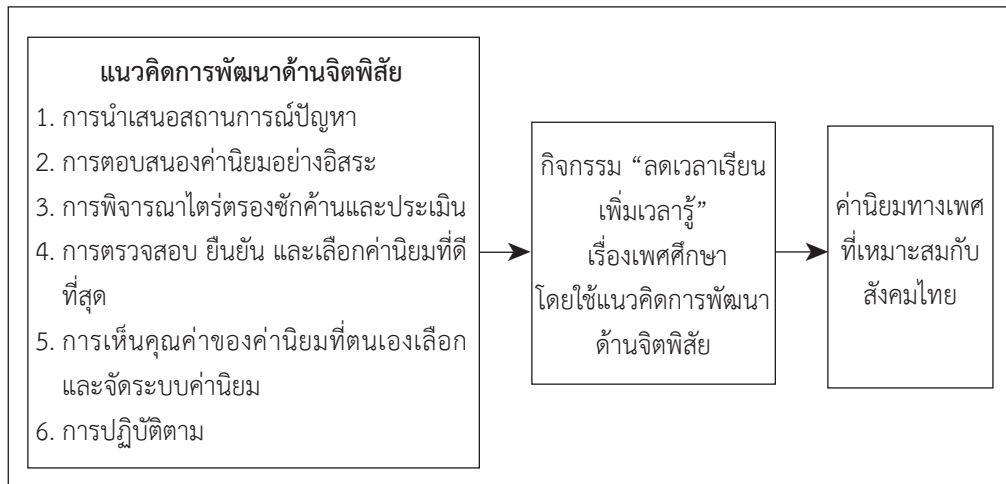 แนวคิดการพัฒนาด้านจิตพิสัย
1. การนำเสนอสถานการณ์ปัญหา
2. การตอบสนองค่านิยมอย่างอิสระ
3. การพิจารณาไตร่ตรองซักค้านและประเมิน
4. การตรวจสอบ ยืนยัน และเลือกค่านิยมที่ดี
ที่สุด
5. การเห็นคุณค่าของค่านิยมที่ตนเองเลือก
และจัดระบบค่านิยม
6. การปฏิบัติตาม
กิจกรรม “ลดเวลาเรียน
เพิ่มเวลารู้”
เรื่องเพศศึกษา
โดยใช้แนวคิดการพัฒนา
ด้านจิตพิสัย
ค่านิยมทางเพศ
ที่เหมาะสมกับ
สังคมไทย